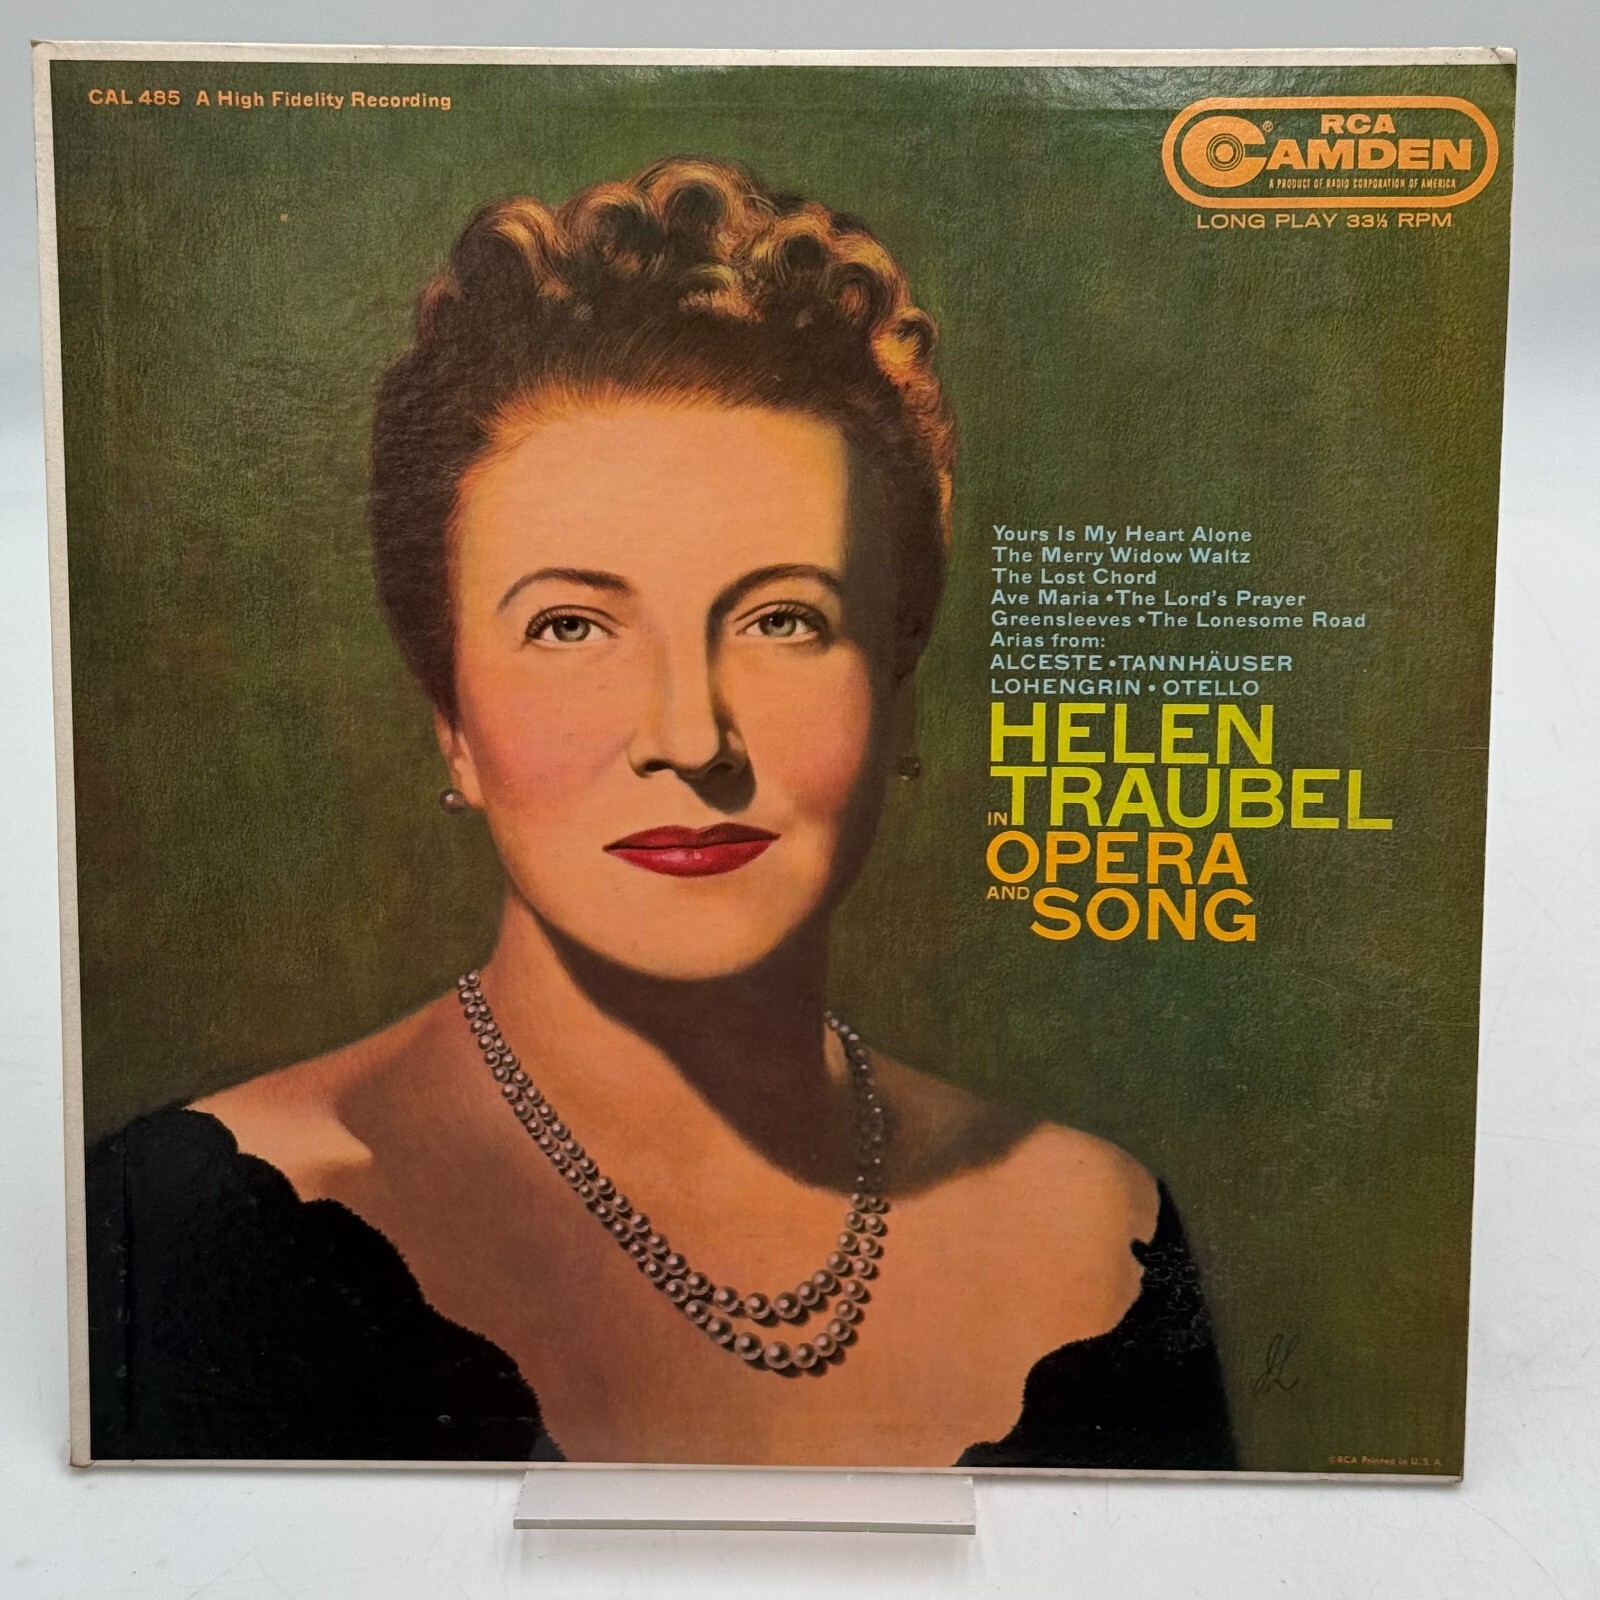 CAL 485 A High Fidelity Recording
RCA
CAMDEN®
A PRODUCT OF RADIO CORPORATION OF AMERICA
LONG PLAY 33⅓ RPM
Yours Is My Heart Alone
The Merry Widow Waltz
The Lost Chord
Ave Maria • The Lord's Prayer
Greensleeves • The Lonesome Road
Arias from:
ALCESTE • TANNHÄUSER
LOHENGRIN • OTELLO
HELEN
TRAUBEL
IN
OPERA
AND
SONG
© RCA Printed in U. S. A.